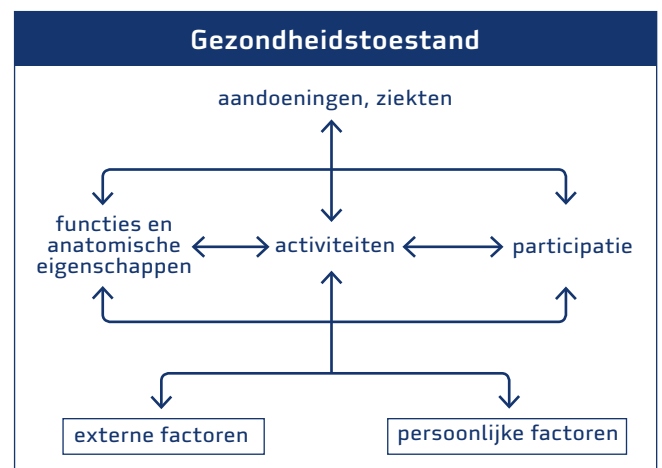 Gezondheidstoestand
aandoeningen, ziekten
functies en
anatomische
eigenschappen
activiteiten
participatie
externe factoren
persoonlijke factoren